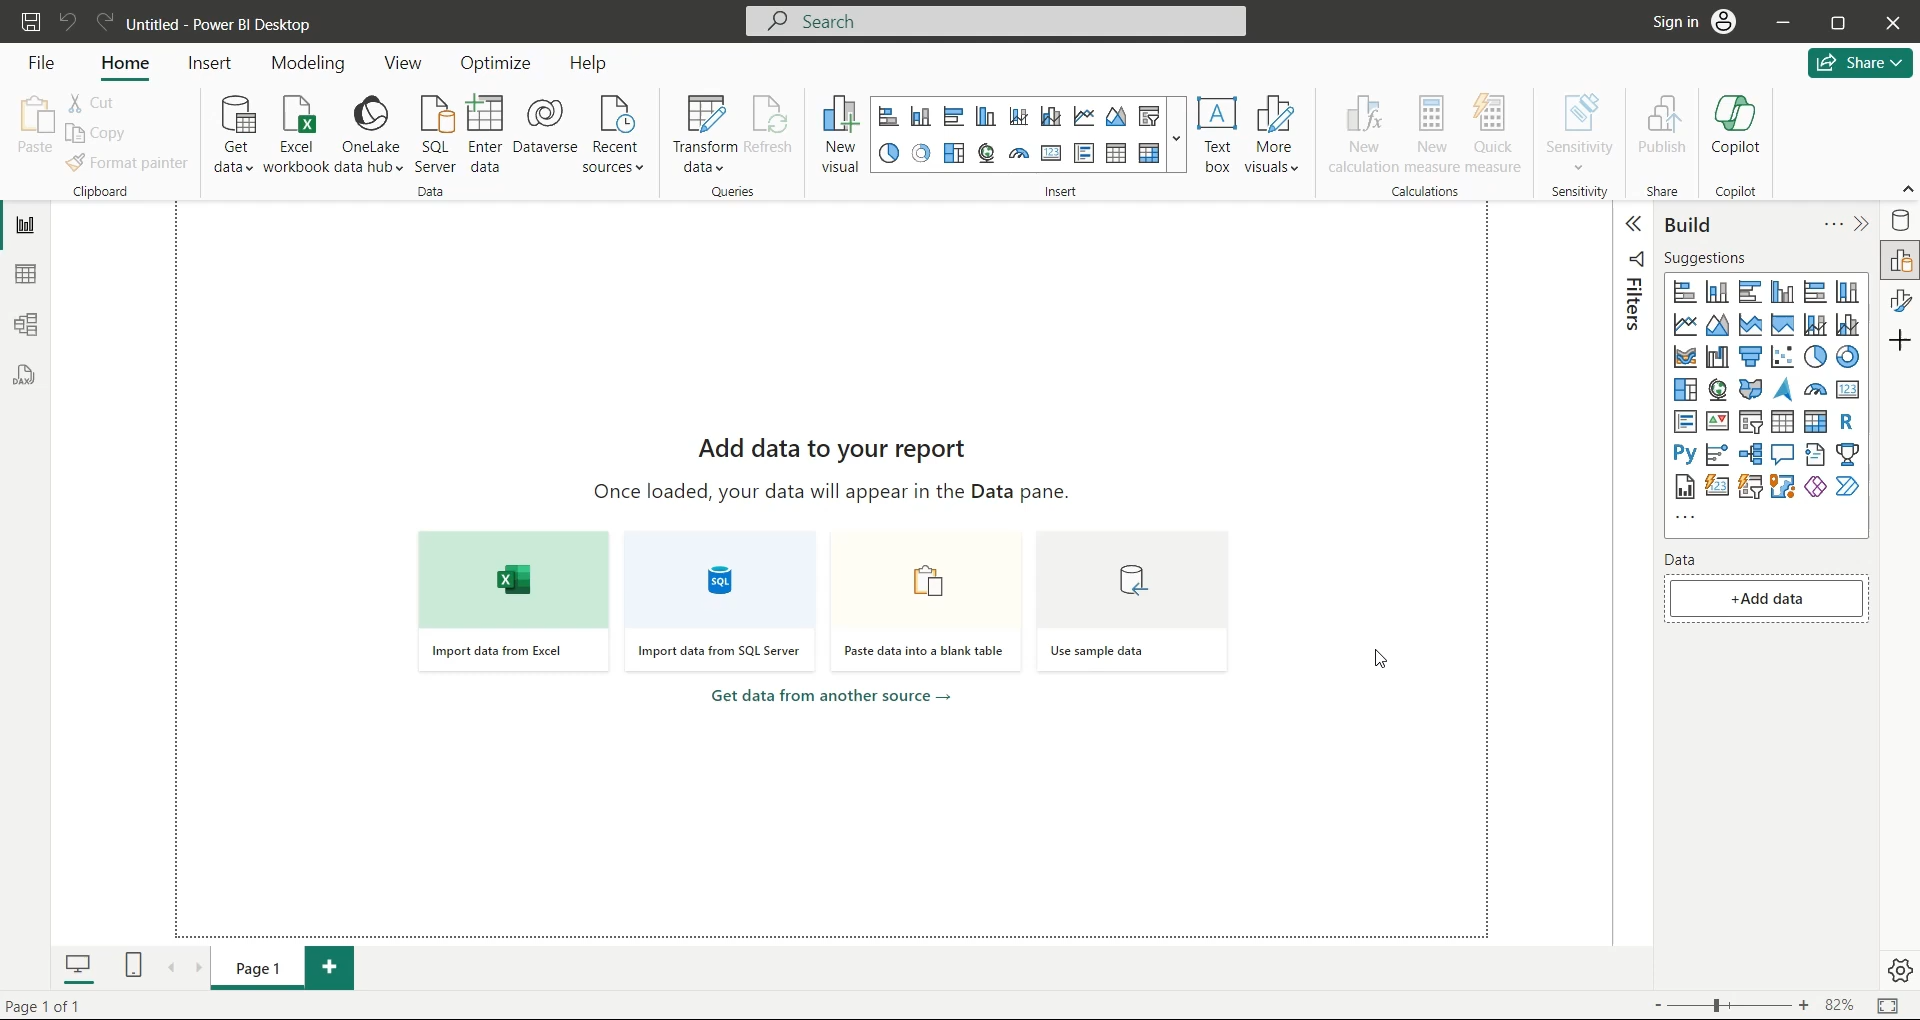 Untitled - Power BI Desktop
Search
Sign in
File Home Insert Modeling View Optimize Help
Share
Paste
Cut
Copy
Format painter
Clipboard
Get data
Excel workbook
OneLake data hub
SQL Server
Enter data
Dataverse
Recent sources
Data
Transform data
Refresh
Queries
New visual
123
Insert
A
Text box
More visuals
New calculation
New measure
Quick measure
Calculations
Sensitivity
Sensitivity
Publish
Share
Copilot
Copilot
DAX
Add data to your report
Once loaded, your data will appear in the Data pane.
X
SQL
Import data from Excel
Import data from SQL Server
Paste data into a blank table
Use sample data
Get data from another source →
Filters
Build
Suggestions
123
R
Py
123
Data
+Add data
Page 1
Page 1 of 1
82%